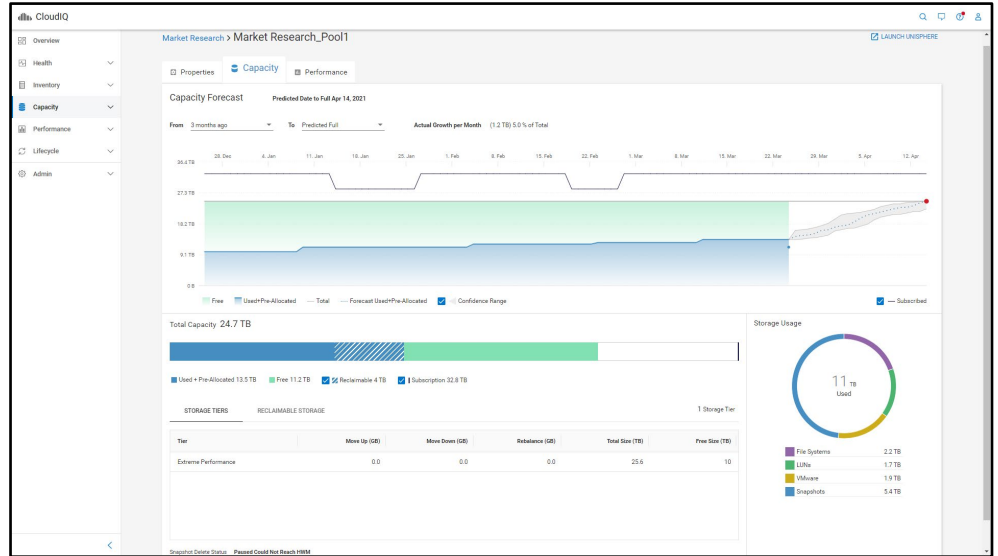 CloudIQ
Overview
Health
Inventory
Capacity
Performance
Lifecycle
Admin
Market Research > Market Research_Pool1
LAUNCH UNISPHERE
Properties Capacity Performance
Capacity Forecast Predicted Date to Full Apr 14, 2021
From 3 months ago To Predicted Full Actual Growth per Month (1.2 TB) 5.0 % of Total
28. Dec 4. Jan 11. Jan 18. Jan 25. Jan 1. Feb 8. Feb 15. Feb 22. Feb 1. Mar 8. Mar 15. Mar 22. Mar 29. Mar 5. Apr 12. Apr
36.4 TB
27.3 TB
18.2 TB
9.1 TB
0 B
Free Used+Pre-Allocated Total Forecast Used+Pre-Allocated Confidence Range Subscribed
Total Capacity 24.7 TB
Used + Pre-Allocated 13.5 TB Free 11.2 TB Reclaimable 4 TB Subscription 32.8 TB
STORAGE TIERS RECLAIMABLE STORAGE 1 Storage Tier
Tier Move Up (GB) Move Down (GB) Rebalance (GB) Total Size (TB) Free Size (TB)
Extreme Performance 0.0 0.0 0.0 25.6 10
Snapshot Delete Status Paused Could Not Reach HWM
Storage Usage
11 TB
Used
File Systems 2.2 TB
LUNs 1.7 TB
VMware 1.9 TB
Snapshots 5.4 TB